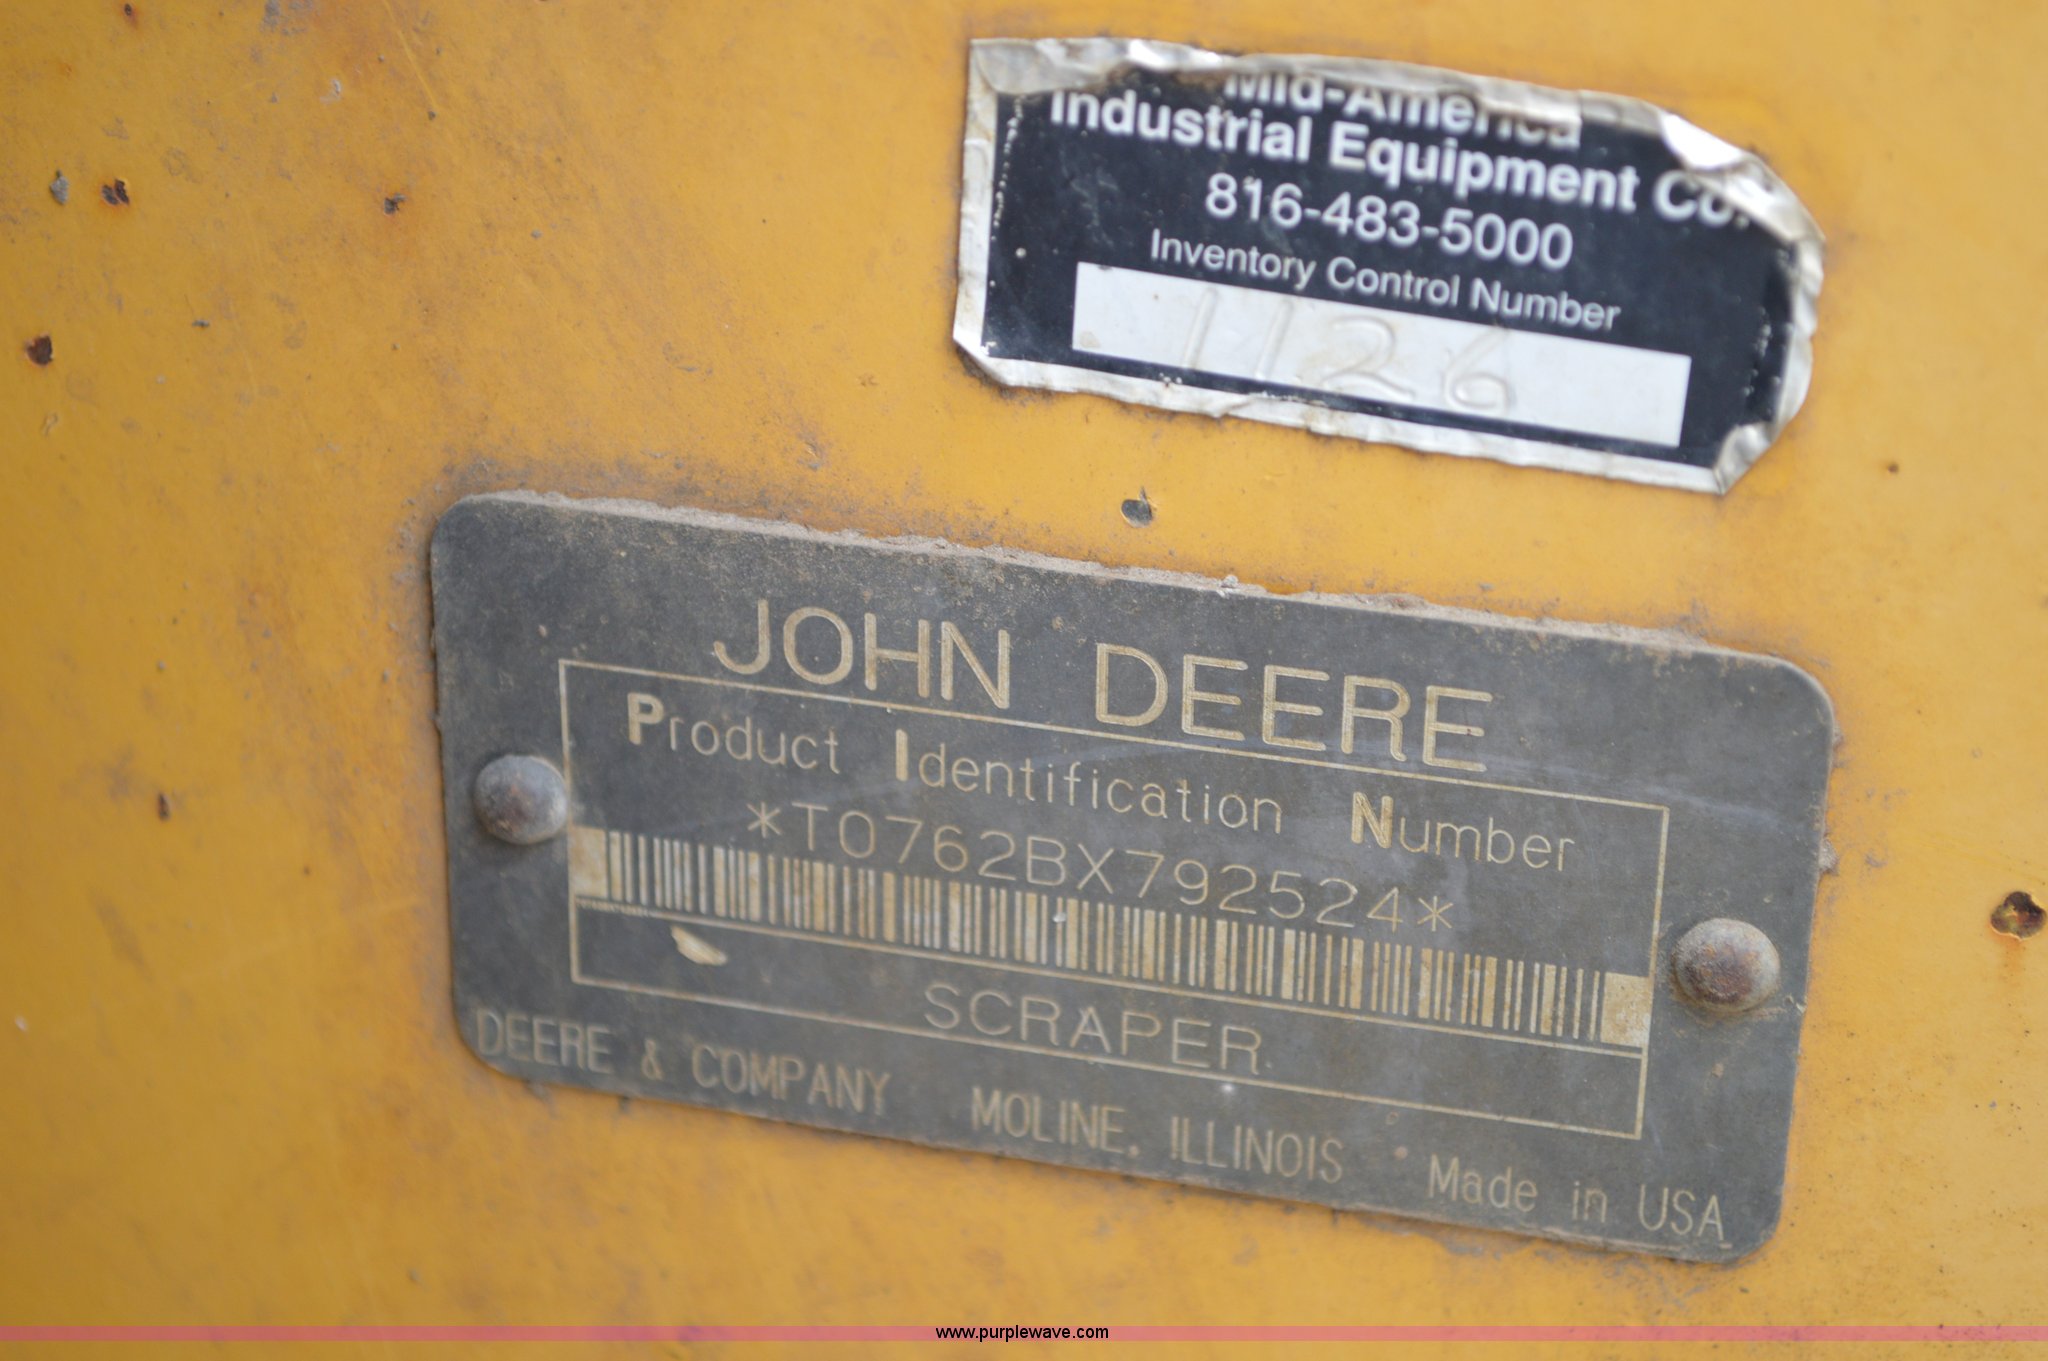 Mid-America
Industrial Equipment Co.
816-483-5000
Inventory Control Number
1126
JOHN DEERE
Product Identification Number
*T0762BX792524*
SCRAPER
DEERE & COMPANY MOLINE, ILLINOIS Made in USA
www.purplewave.com